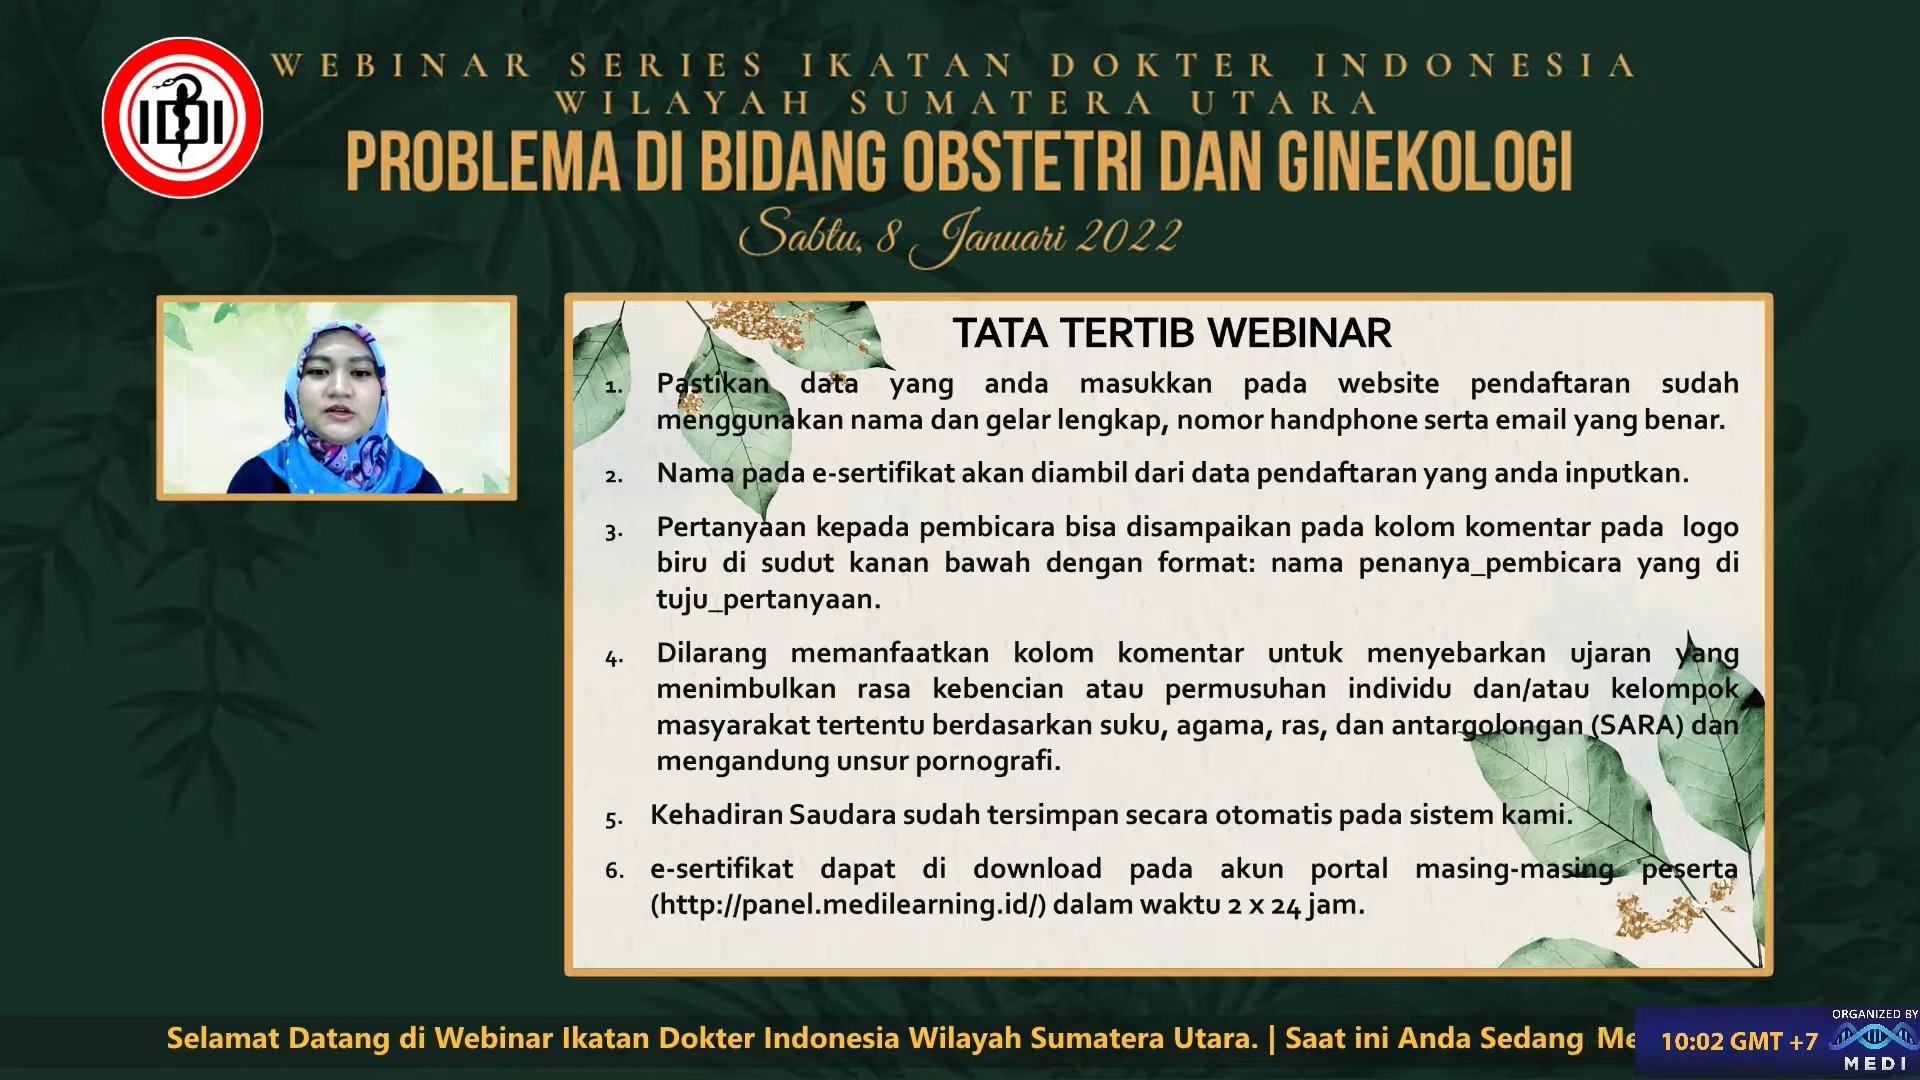 IDI
WEBINAR SERIES IKATAN DOKTER INDONESIA
WILAYAH SUMATERA UTARA
PROBLEMA DI BIDANG OBSTETRI DAN GINEKOLOGI
Sabtu, 8 Januari 2022
TATA TERTIB WEBINAR
1. Pastikan data yang anda masukkan pada website pendaftaran sudah
menggunakan nama dan gelar lengkap, nomor handphone serta email yang benar.
2. Nama pada e-sertifikat akan diambil dari data pendaftaran yang anda inputkan.
3. Pertanyaan kepada pembicara bisa disampaikan pada kolom komentar pada logo
biru di sudut kanan bawah dengan format: nama penanya_pembicara yang di
tuju_pertanyaan.
4. Dilarang memanfaatkan kolom komentar untuk menyebarkan ujaran yang
menimbulkan rasa kebencian atau permusuhan individu dan/atau kelompok
masyarakat tertentu berdasarkan suku, agama, ras, dan antargolongan (SARA) dan
mengandung unsur pornografi.
5. Kehadiran Saudara sudah tersimpan secara otomatis pada sistem kami.
6. e-sertifikat dapat di download pada akun portal masing-masing peserta
(http://panel.medilearning.id/) dalam waktu 2 x 24 jam.
Selamat Datang di Webinar Ikatan Dokter Indonesia Wilayah Sumatera Utara. | Saat ini Anda Sedang Me
10:02 GMT +7
ORGANIZED BY
MEDI